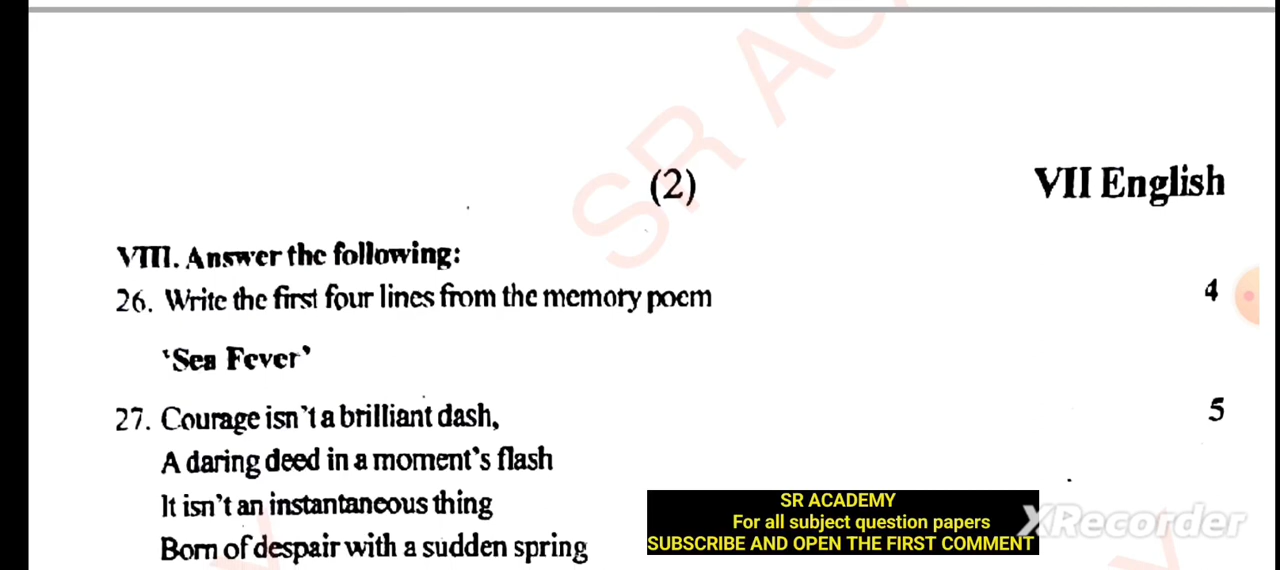 SR AC
(2)
VII English
VIII. Answer the following:
26. Write the first four lines from the memory poem 4
‘Sea Fever’
27. Courage isn't a brilliant dash, 5
A daring deed in a moment's flash
It isn't an instantaneous thing
Born of despair with a sudden spring
SR ACADEMY
For all subject question papers
SUBSCRIBE AND OPEN THE FIRST COMMENT
XRecorder